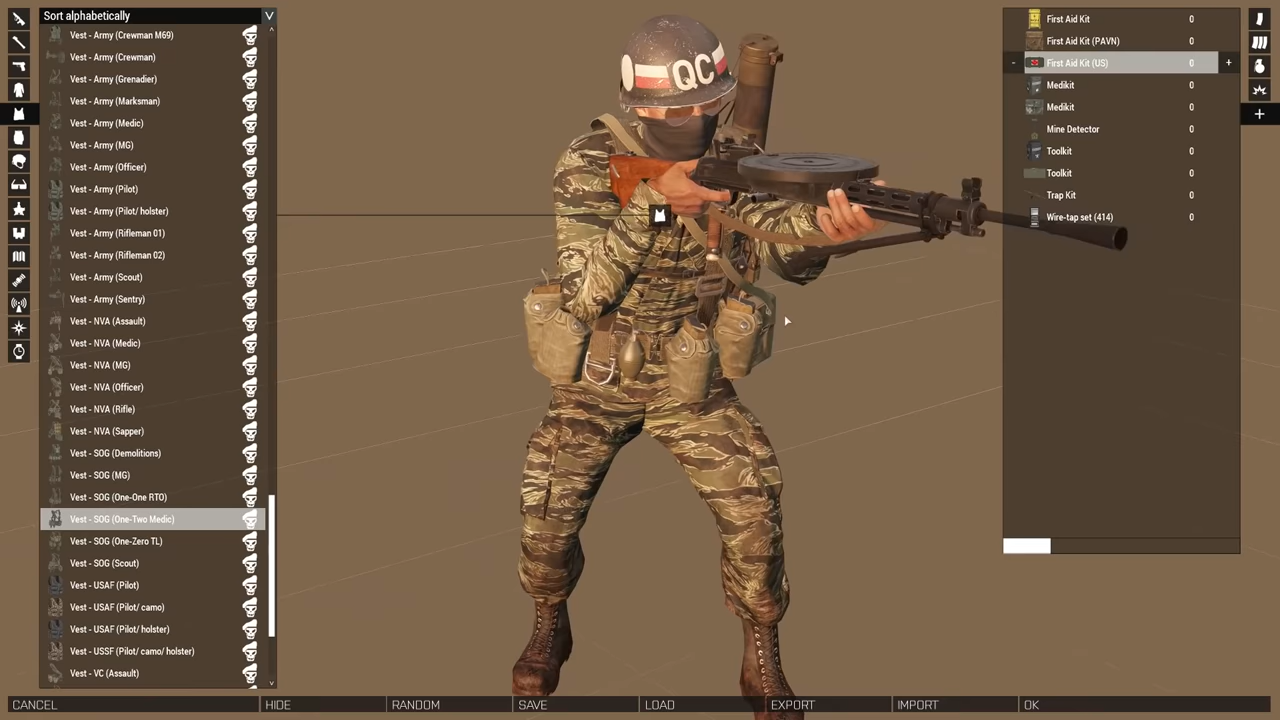 Sort alphabetically
V
Vest - Army (Crewman M69)
Vest - Army (Crewman)
Vest - Army (Grenadier)
Vest - Army (Marksman)
Vest - Army (Medic)
Vest - Army (MG)
Vest - Army (Officer)
Vest - Army (Pilot)
Vest - Army (Pilot/ holster)
Vest - Army (Rifleman 01)
Vest - Army (Rifleman 02)
Vest - Army (Scout)
Vest - Army (Sentry)
Vest - NVA (Assault)
Vest - NVA (Medic)
Vest - NVA (MG)
Vest - NVA (Officer)
Vest - NVA (Rifle)
Vest - NVA (Sapper)
Vest - SOG (Demolitions)
Vest - SOG (MG)
Vest - SOG (One-One RTO)
Vest - SOG (One-Two Medic)
Vest - SOG (One-Zero TL)
Vest - SOG (Scout)
Vest - USAF (Pilot)
Vest - USAF (Pilot/ camo)
Vest - USAF (Pilot/ holster)
Vest - USSF (Pilot/ camo/ holster)
Vest - VC (Assault)
QC
First Aid Kit 0
First Aid Kit (PAVN) 0
- First Aid Kit (US) 0 +
Medikit 0
Medikit 0
Mine Detector 0
Toolkit 0
Toolkit 0
Trap Kit 0
Wire-tap set (414) 0
CANCEL HIDE RANDOM SAVE LOAD EXPORT IMPORT OK